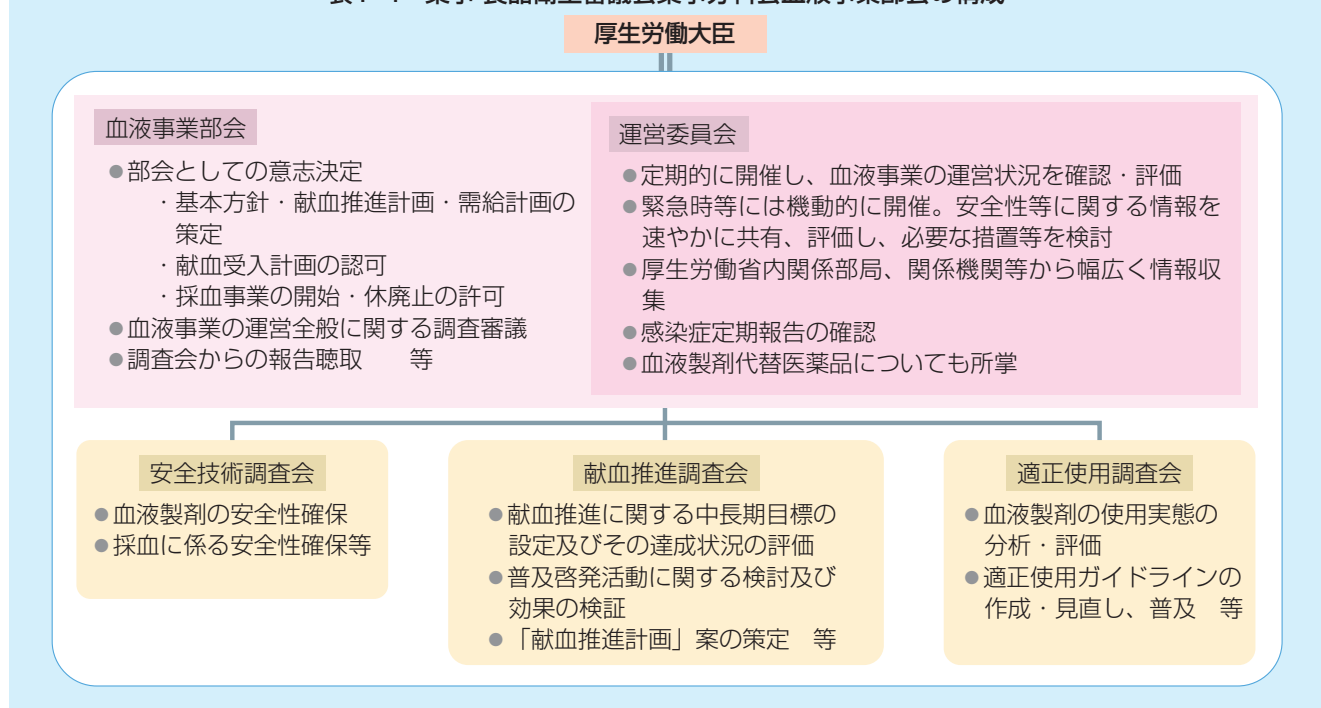 厚生労働大臣
血液事業部会
●部会としての意志決定
・基本方針・献血推進計画・需給計画の
策定
・献血受入計画の認可
・採血事業の開始・休廃止の許可
●血液事業の運営全般に関する調査審議
●調査会からの報告聴取　等
運営委員会
●定期的に開催し、血液事業の運営状況を確認・評価
●緊急時等には機動的に開催。安全性等に関する情報を
速やかに共有、評価し、必要な措置等を検討
●厚生労働省内関係部局、関係機関等から幅広く情報収
集
●感染症定期報告の確認
●血液製剤代替医薬品についても所掌
安全技術調査会
●血液製剤の安全性確保
●採血に係る安全性確保等
献血推進調査会
●献血推進に関する中長期目標の
設定及びその達成状況の評価
●普及啓発活動に関する検討及び
効果の検証
●「献血推進計画」案の策定　等
適正使用調査会
●血液製剤の使用実態の
分析・評価
●適正使用ガイドラインの
作成・見直し、普及　等